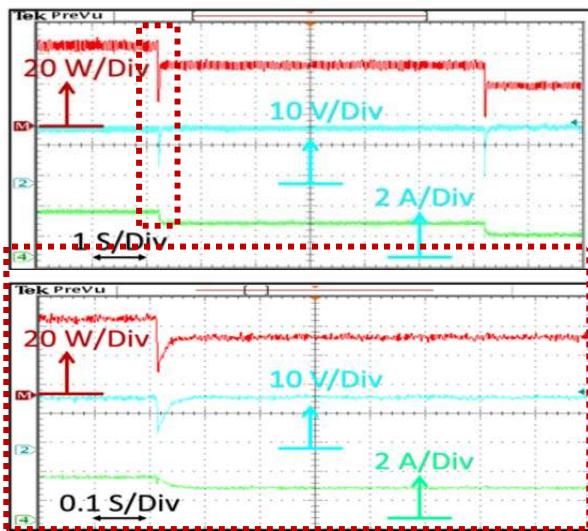 Tek PreVu
20 W/Div
M
10 V/Div
2
2 A/Div
1 S/Div
4
Tek PreVu
20 W/Div
M
10 V/Div
2
2 A/Div
0.1 S/Div
4